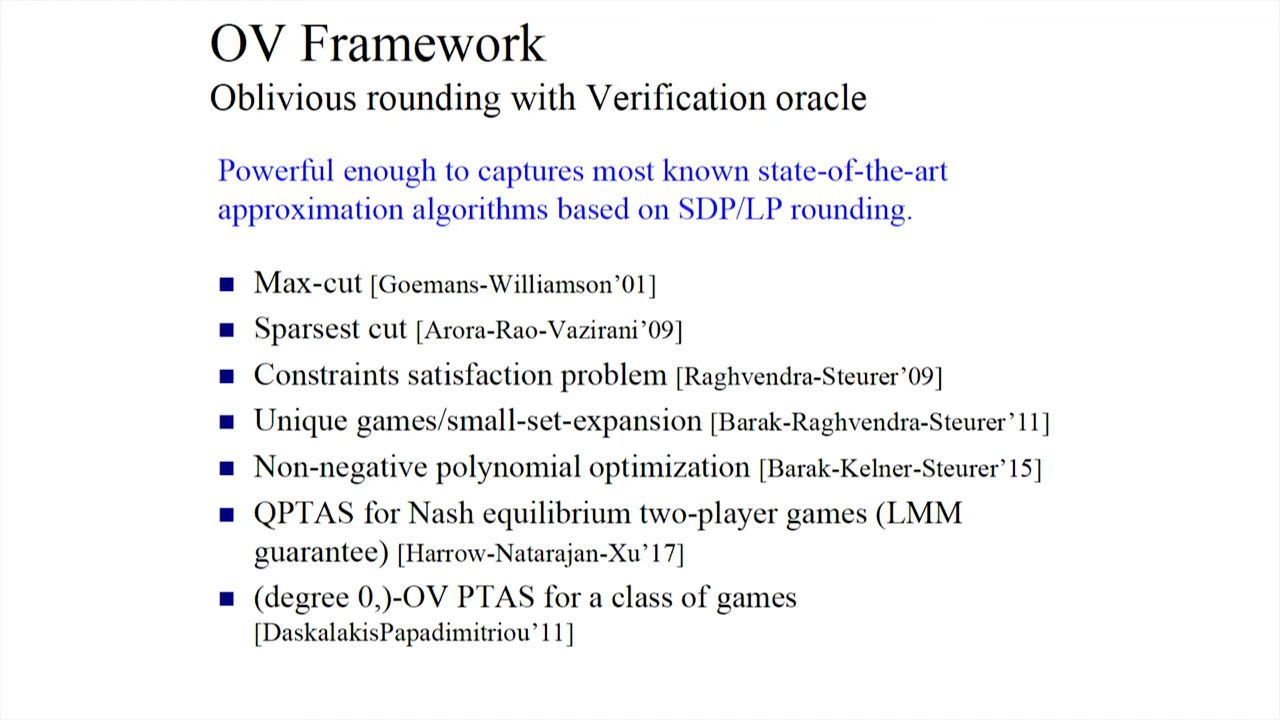 OV Framework
Oblivious rounding with Verification oracle
Powerful enough to captures most known state-of-the-art
approximation algorithms based on SDP/LP rounding.
Max-cut [Goemans-Williamson’01]
Sparsest cut [Arora-Rao-Vazirani’09]
Constraints satisfaction problem [Raghvendra-Steurer’09]
Unique games/small-set-expansion [Barak-Raghvendra-Steurer’11]
Non-negative polynomial optimization [Barak-Kelner-Steurer’15]
QPTAS for Nash equilibrium two-player games (LMM
guarantee) [Harrow-Natarajan-Xu’17]
(degree 0,)-OV PTAS for a class of games
[DaskalakisPapadimitriou’11]